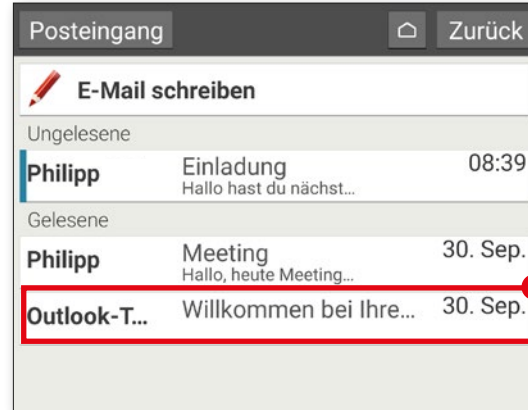 Posteingang Zurück
E-Mail schreiben
Ungelesene
Philipp Einladung 08:39
Hallo hast du nächst...
Gelesene
Philipp Meeting 30. Sep.
Hallo, heute Meeting...
Outlook-T... Willkommen bei Ihre... 30. Sep.